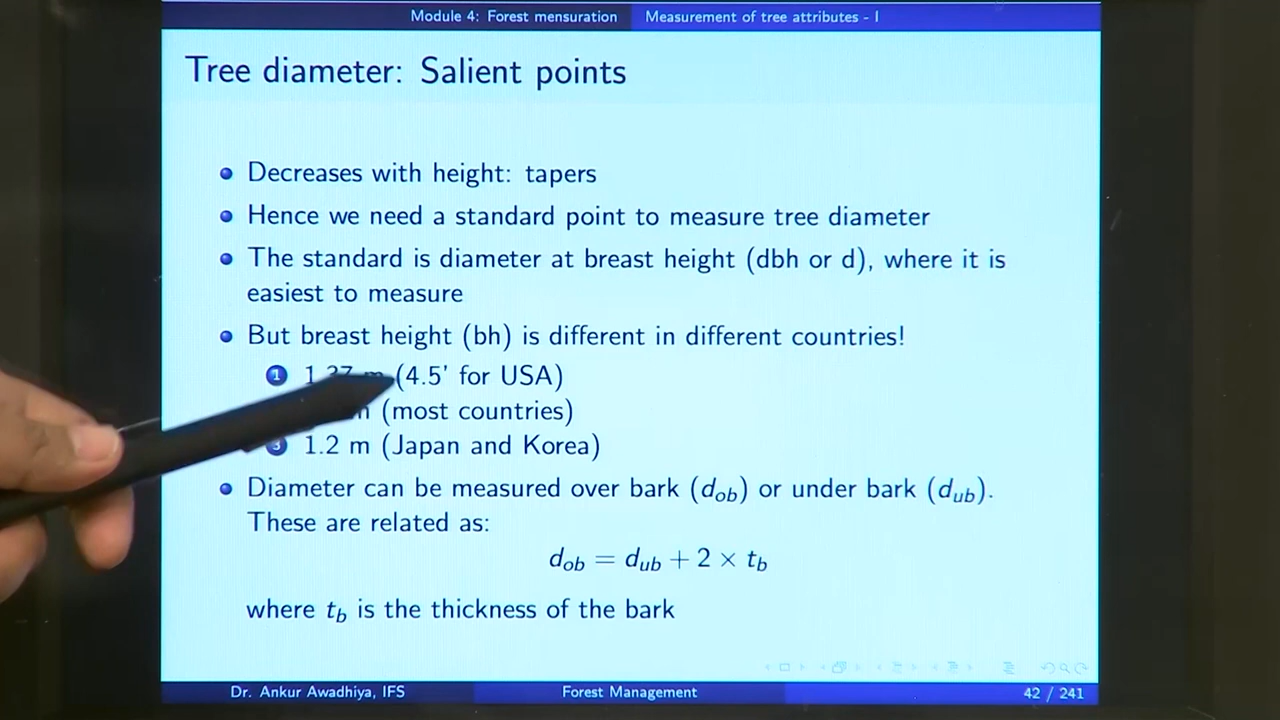 Module 4: Forest mensuration Measurement of tree attributes - I
Tree diameter: Salient points
Decreases with height: tapers
Hence we need a standard point to measure tree diameter
The standard is diameter at breast height (dbh or d), where it is
easiest to measure
But breast height (bh) is different in different countries!
1 1.37 m (4.5' for USA)
m (most countries)
3 1.2 m (Japan and Korea)
Diameter can be measured over bark (d_ob) or under bark (d_ub).
These are related as:
d_ob = d_ub + 2 × t_b
where t_b is the thickness of the bark
Dr. Ankur Awadhiya, IFS Forest Management 42 / 241